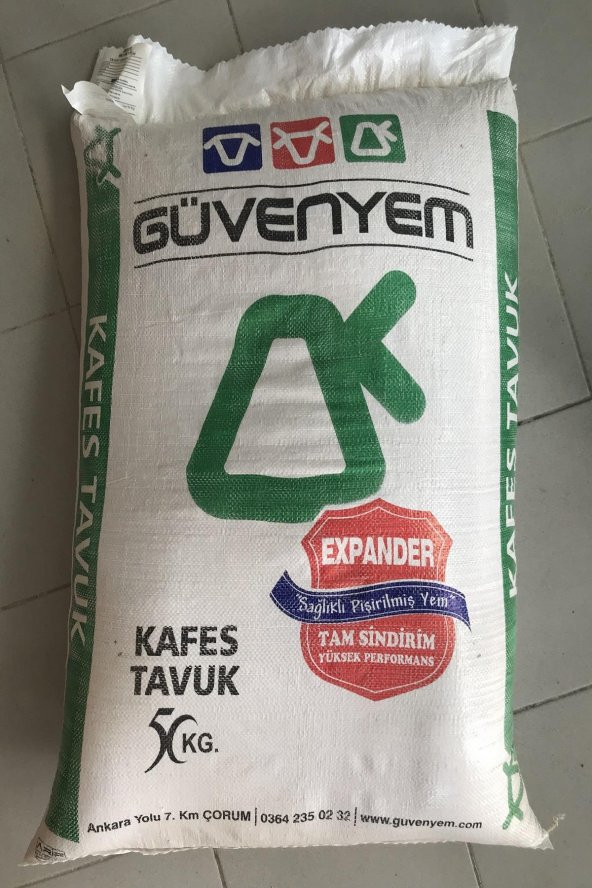 GÜVENYEM
KAFES TAVUK
KAFES TAVUK
EXPANDER
"Sağlıklı Pişirilmiş Yem"
TAM SİNDİRİM
YÜKSEK PERFORMANS
KAFES
TAVUK
50 KG.
Ankara Yolu 7. Km ÇORUM | 0364 235 02 32 | www.guvenyem.com